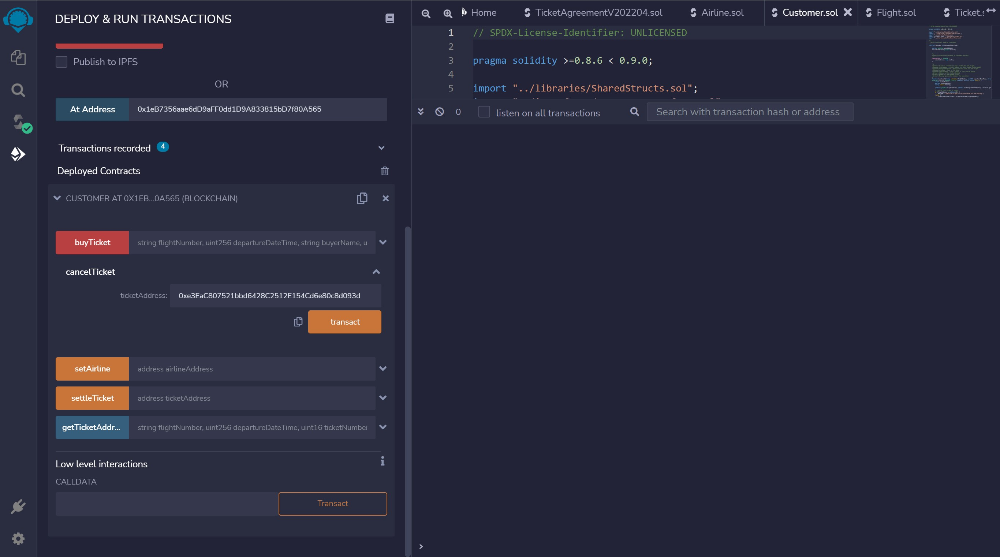 DEPLOY & RUN TRANSACTIONS
Publish to IPFS
OR
At Address
0x1eB7356aae6dD9aFF0dd1D9A833815bD7f80A565
Transactions recorded 4
Deployed Contracts
CUSTOMER AT 0X1EB...0A565 (BLOCKCHAIN)
buyTicket
string flightNumber, uint256 departureDateTime, string buyerName, u
cancelTicket
ticketAddress:
0xe3EaC807521bbd6428C2512E154Cd6e80c8d093d
transact
setAirline
address airlineAddress
settleTicket
address ticketAddress
getTicketAddr...
string flightNumber, uint256 departureDateTime, uint16 ticketNumber
Low level interactions
CALLDATA
Transact
Home
TicketAgreementV202204.sol
Airline.sol
Customer.sol
Flight.sol
Ticket.s
1 // SPDX-License-Identifier: UNLICENSED
2
3 pragma solidity >=0.8.6 < 0.9.0;
4
5 import "../libraries/SharedStructs.sol";
0
listen on all transactions
Search with transaction hash or address
>